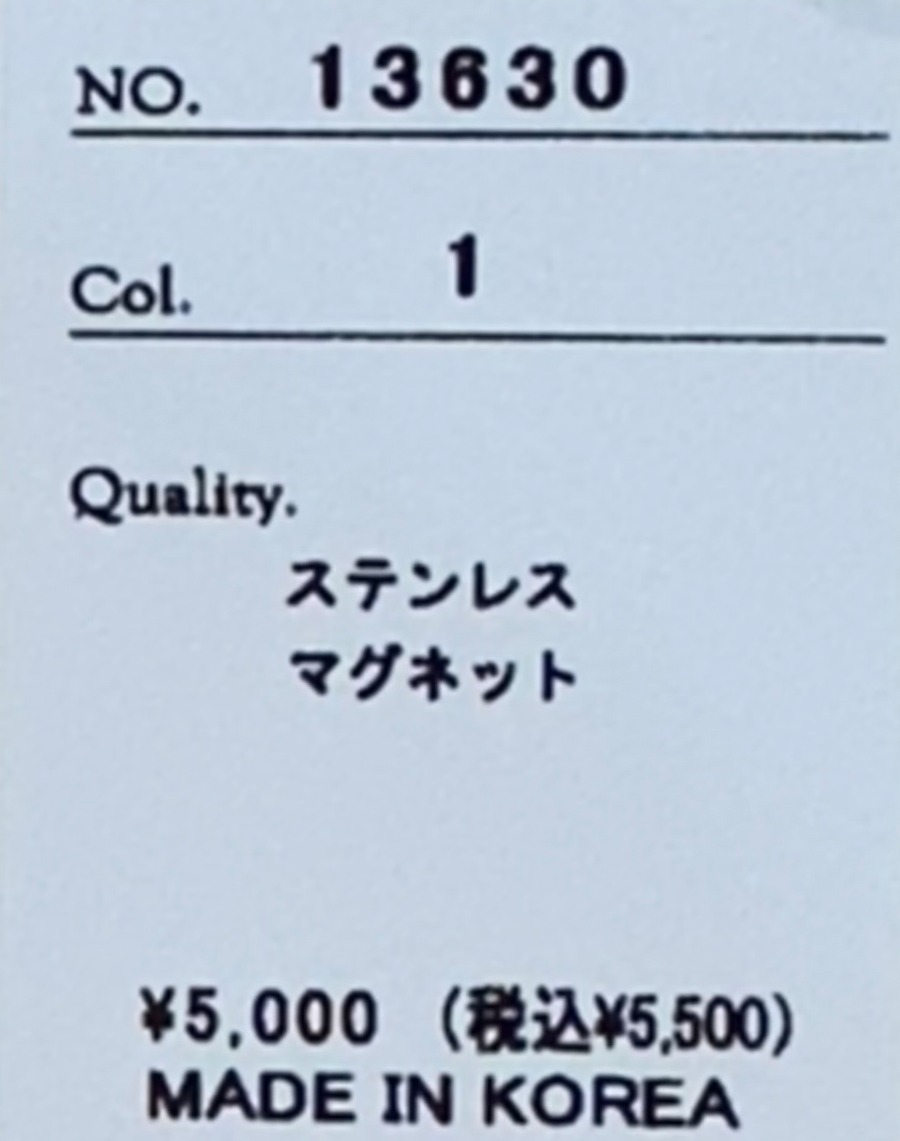 NO. 13630
Col. 1
Quality.
ステンレス
マグネット
¥5,000 (税込¥5,500)
MADE IN KOREA